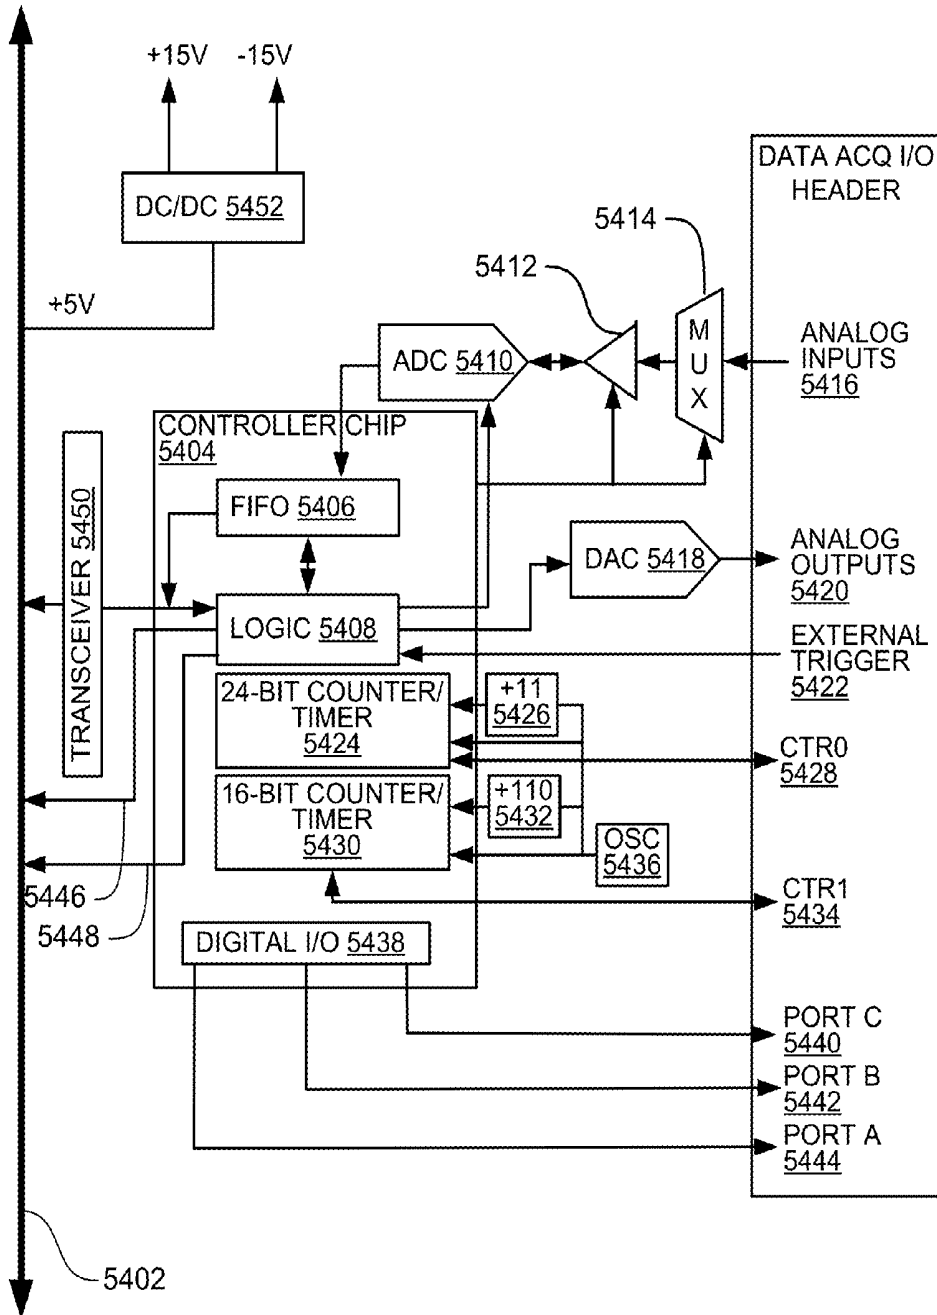 +15V
-15V
DC/DC 5452
+5V
DATA ACQ I/O
HEADER
5414
5412
MUX
ADC 5410
ANALOG
INPUTS
5416
CONTROLLER CHIP
5404
FIFO 5406
TRANSCEIVER 5450
DAC 5418
ANALOG
OUTPUTS
5420
LOGIC 5408
EXTERNAL
TRIGGER
5422
24-BIT COUNTER/
TIMER
5424
+11
5426
CTR0
5428
16-BIT COUNTER/
TIMER
5430
+110
5432
OSC
5436
5446
5448
CTR1
5434
DIGITAL I/O 5438
PORT C
5440
PORT B
5442
PORT A
5444
5402